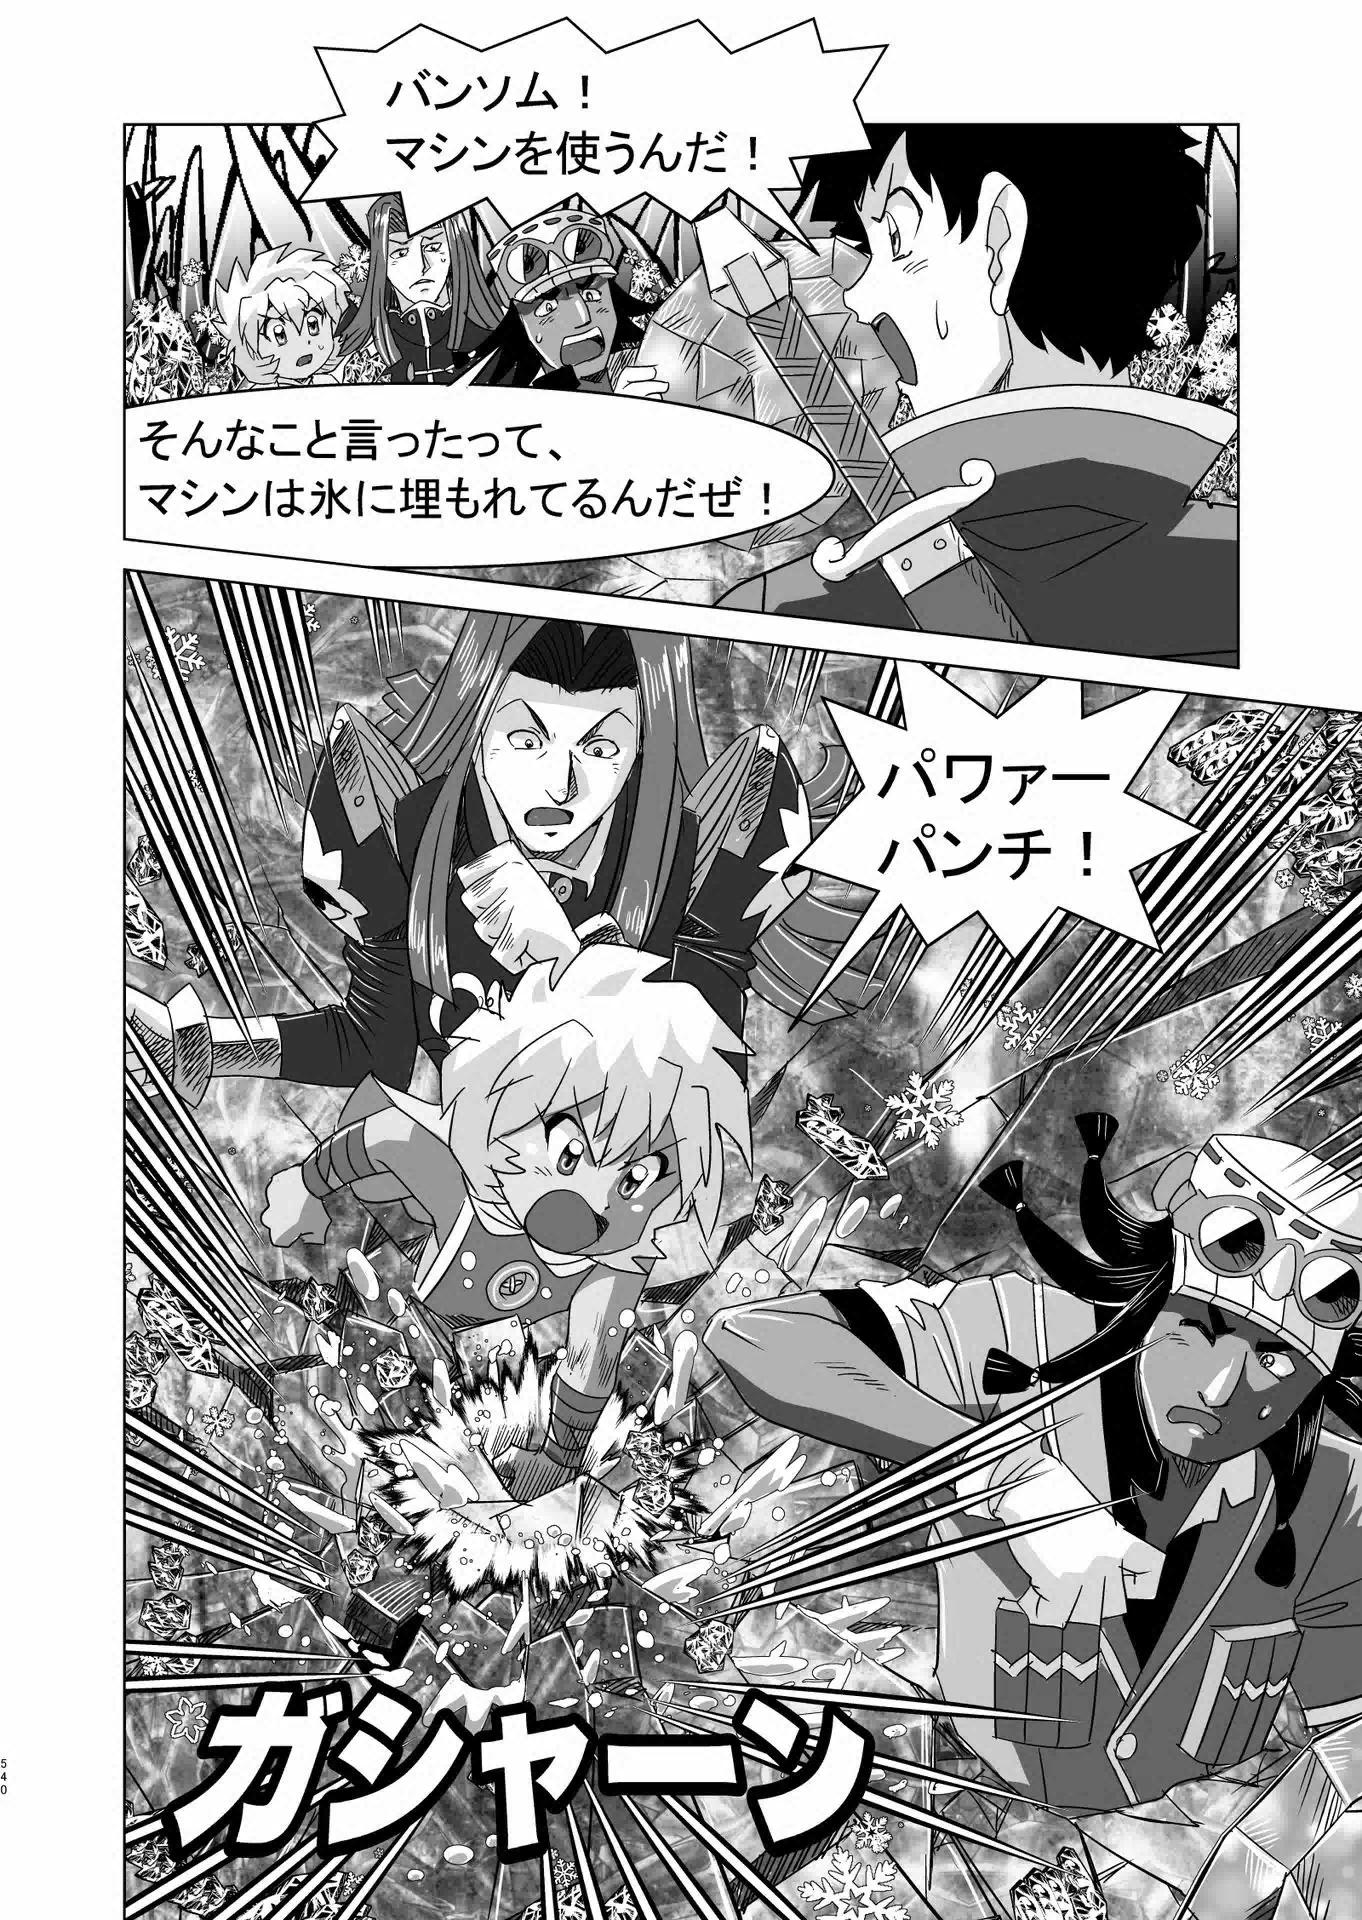 バンソム！
マシンを使うんだ！
そんなこと言ったって、
マシンは氷に埋もれてるんだぜ！
パワァー
パンチ！
ガシャーン
540